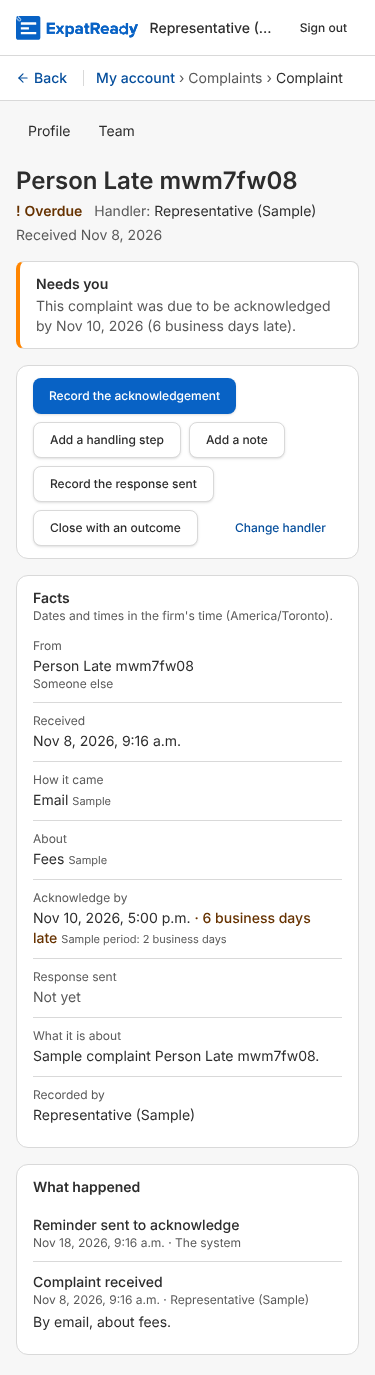 ExpatReady Representative (... Sign out
← Back My account › Complaints › Complaint
Profile Team
Person Late mwm7fw08
! Overdue Handler: Representative (Sample)
Received Nov 8, 2026
Needs you
This complaint was due to be acknowledged
by Nov 10, 2026 (6 business days late).
Record the acknowledgement
Add a handling step Add a note
Record the response sent
Close with an outcome Change handler
Facts
Dates and times in the firm's time (America/Toronto).
From
Person Late mwm7fw08
Someone else
Received
Nov 8, 2026, 9:16 a.m.
How it came
Email Sample
About
Fees Sample
Acknowledge by
Nov 10, 2026, 5:00 p.m. · 6 business days
late Sample period: 2 business days
Response sent
Not yet
What it is about
Sample complaint Person Late mwm7fw08.
Recorded by
Representative (Sample)
What happened
Reminder sent to acknowledge
Nov 18, 2026, 9:16 a.m. · The system
Complaint received
Nov 8, 2026, 9:16 a.m. · Representative (Sample)
By email, about fees.